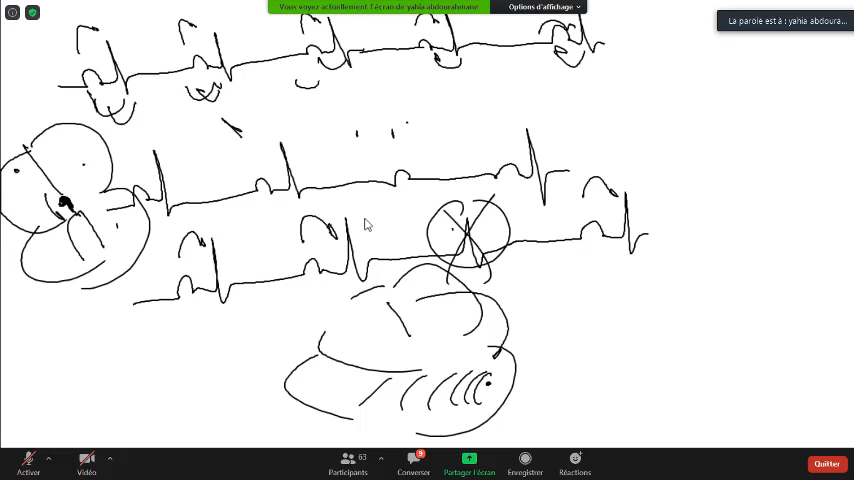 Vous voyez actuellement l'écran de yahia abdourahmane
Options d'affichage
La parole est à : yahia abdoura...
63
9
Activer
Vidéo
Participants
Converser
Partager l'écran
Enregistrer
Réactions
Quitter